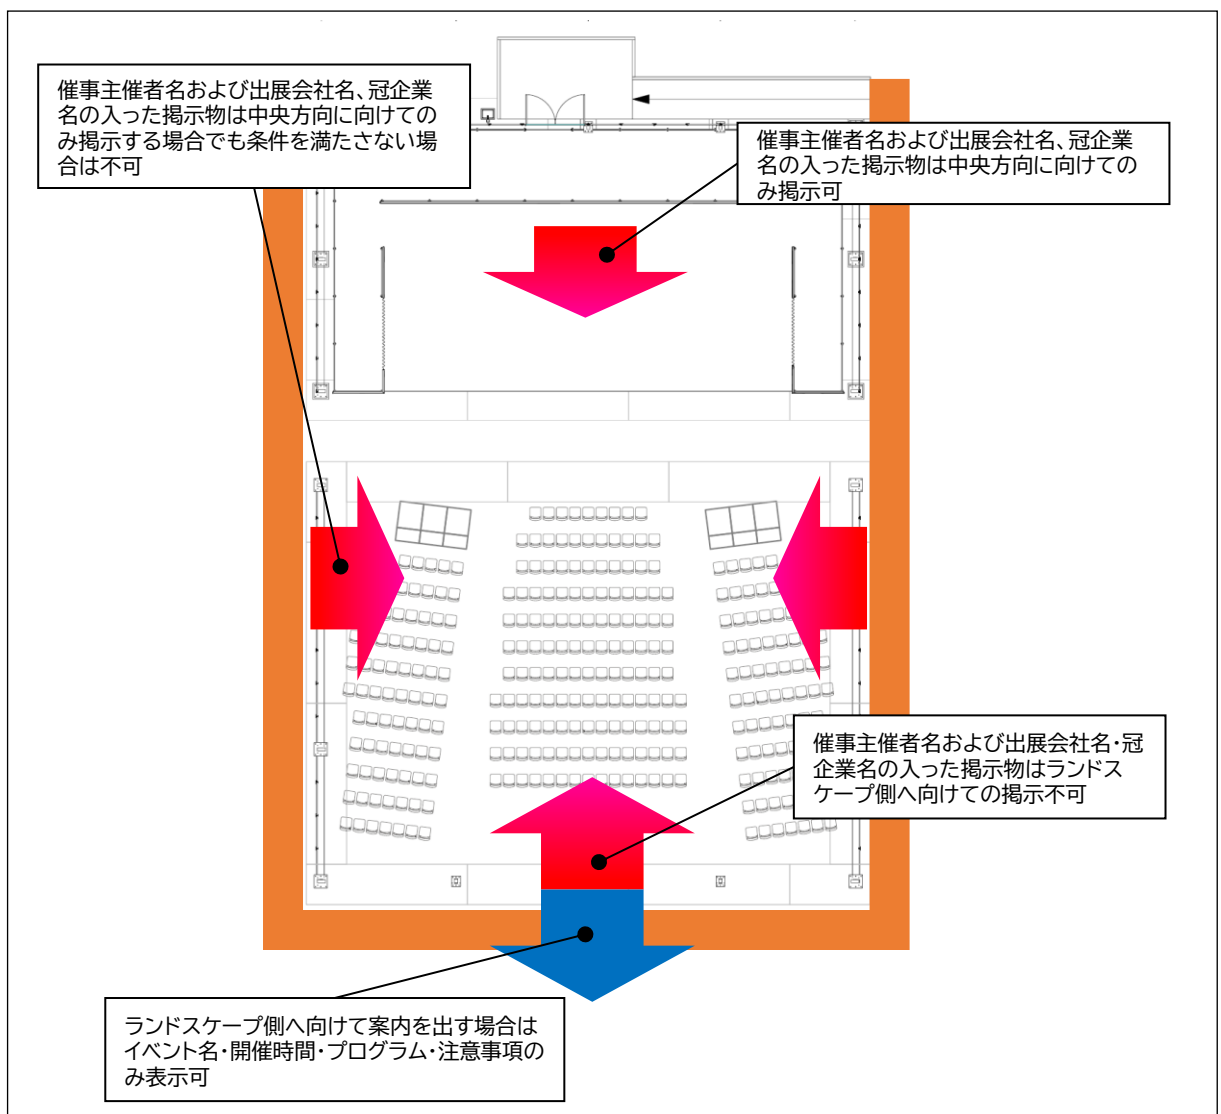 催事主催者名および出展会社名、冠企業
名の入った掲示物は中央方向に向けての
み掲示する場合でも条件を満たさない場
合は不可
催事主催者名および出展会社名、冠企業
名の入った掲示物は中央方向に向けての
み掲示可
催事主催者名および出展会社名・冠
企業名の入った掲示物はランドス
ケープ側へ向けての掲示不可
ランドスケープ側へ向けて案内を出す場合は
イベント名・開催時間・プログラム・注意事項の
み表示可